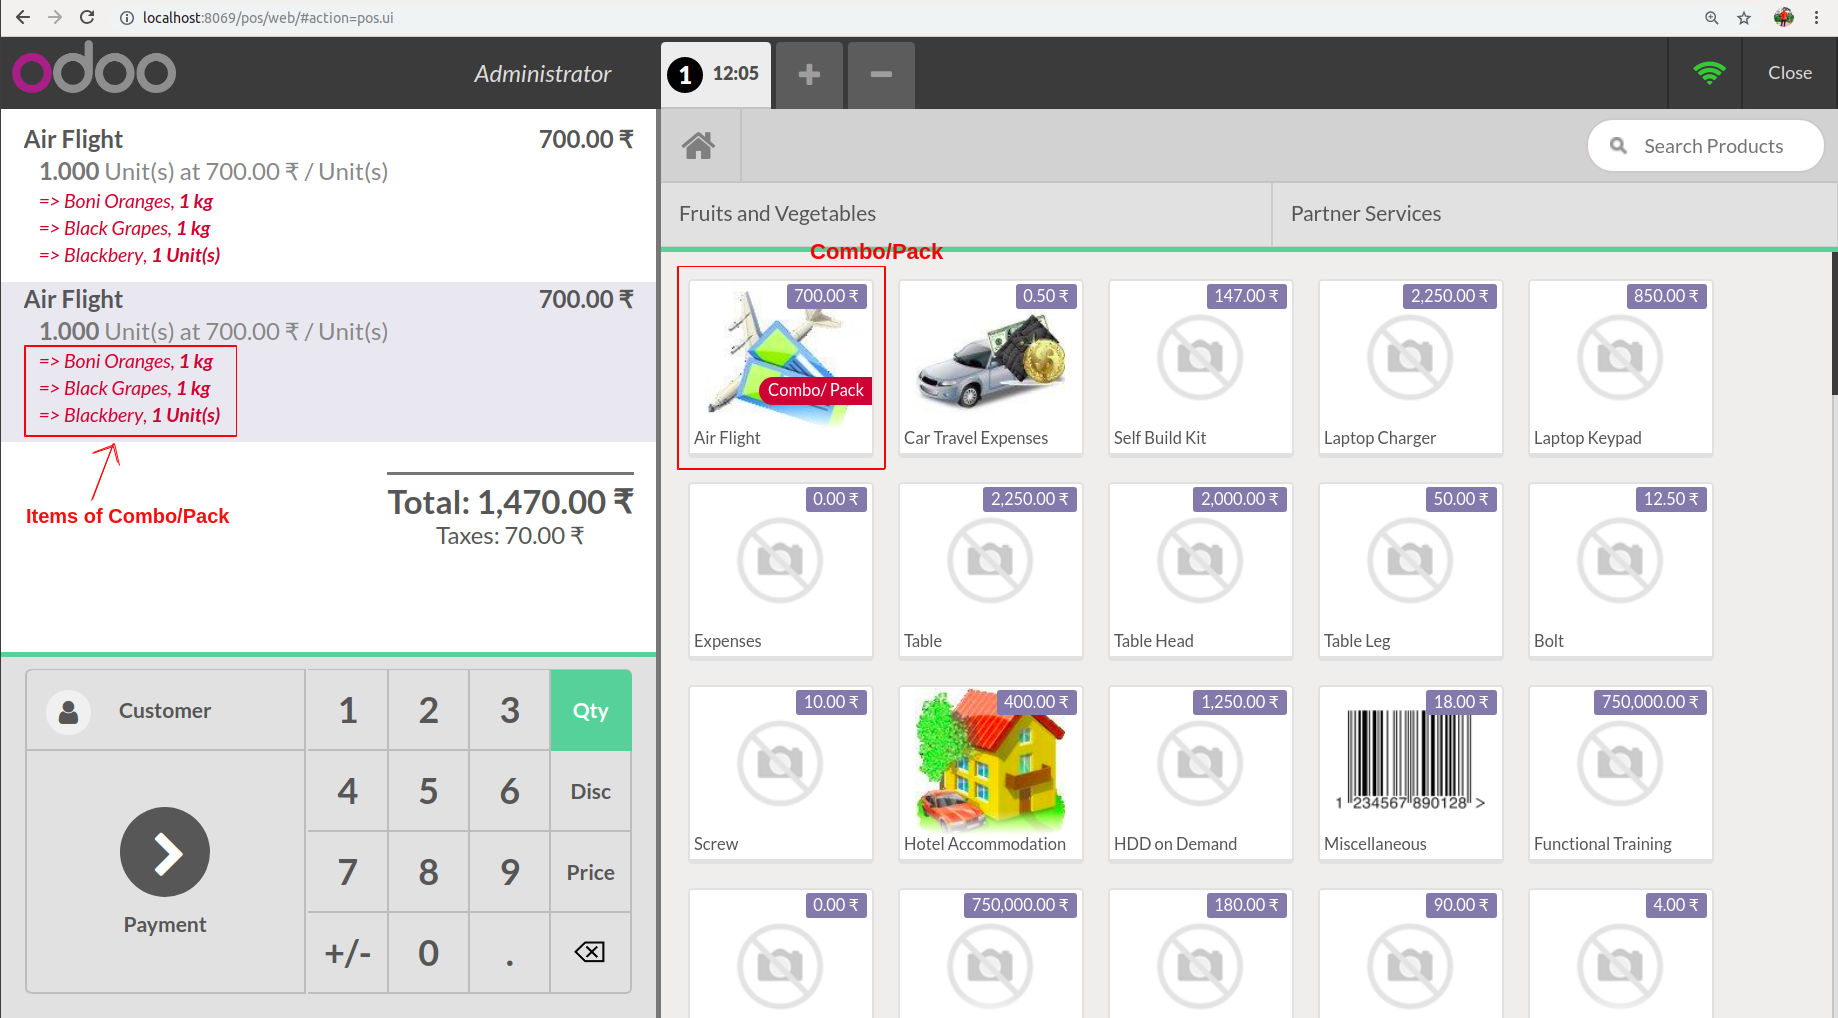 localhost:8069/pos/web/#action=pos.ui
odoo
Administrator
1 12:05
Close
Air Flight 700.00 ₹
1.000 Unit(s) at 700.00 ₹ / Unit(s)
=> Boni Oranges, 1 kg
=> Black Grapes, 1 kg
=> Blackbery, 1 Unit(s)
Air Flight 700.00 ₹
1.000 Unit(s) at 700.00 ₹ / Unit(s)
=> Boni Oranges, 1 kg
=> Black Grapes, 1 kg
=> Blackbery, 1 Unit(s)
Items of Combo/Pack
Total: 1,470.00 ₹
Taxes: 70.00 ₹
Customer
Payment
1 2 3 Qty
4 5 6 Disc
7 8 9 Price
+/- 0 .
Search Products
Fruits and Vegetables Partner Services
Combo/Pack
700.00 ₹ 0.50 ₹ 147.00 ₹ 2,250.00 ₹ 850.00 ₹
Combo/ Pack
Air Flight Car Travel Expenses Self Build Kit Laptop Charger Laptop Keypad
0.00 ₹ 2,250.00 ₹ 2,000.00 ₹ 50.00 ₹ 12.50 ₹
Expenses Table Table Head Table Leg Bolt
10.00 ₹ 400.00 ₹ 1,250.00 ₹ 18.00 ₹ 750,000.00 ₹
1 234567 890128 >
Screw Hotel Accommodation HDD on Demand Miscellaneous Functional Training
0.00 ₹ 750,000.00 ₹ 180.00 ₹ 90.00 ₹ 4.00 ₹